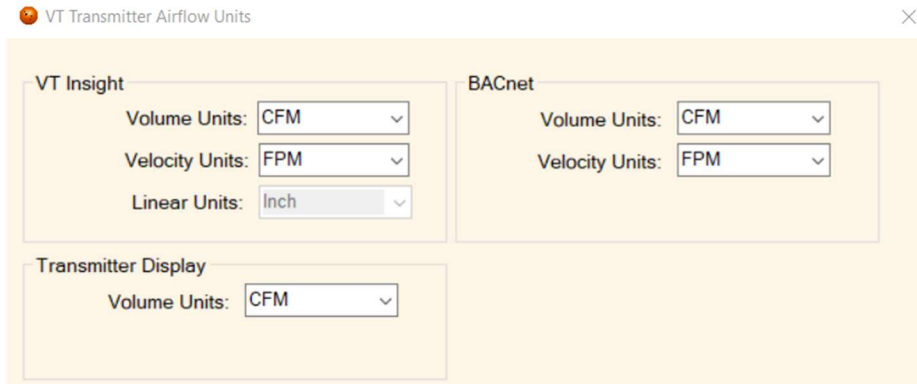 VT Transmitter Airflow Units
VT Insight
Volume Units: CFM
Velocity Units: FPM
Linear Units: Inch
BACnet
Volume Units: CFM
Velocity Units: FPM
Transmitter Display
Volume Units: CFM